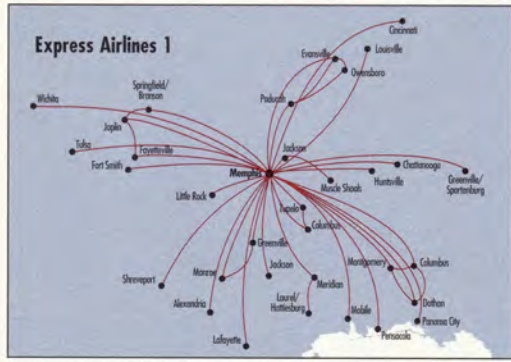 Express Airlines 1
Cincinnati
Louisville
Evansville
Owensboro
Paducah
Springfield/
Branson
Wichita
Joplin
Tulsa
Fayetteville
Fort Smith
Jackson
Memphis
Chattanooga
Huntsville
Muscle Shoals
Greenville/
Spartanburg
Little Rock
Tupelo
Columbus
Greenville
Monroe
Jackson
Meridian
Montgomery
Columbus
Shreveport
Alexandria
Laurel/
Hattiesburg
Dothan
Mobile
Panama City
Pensacola
Lafayette